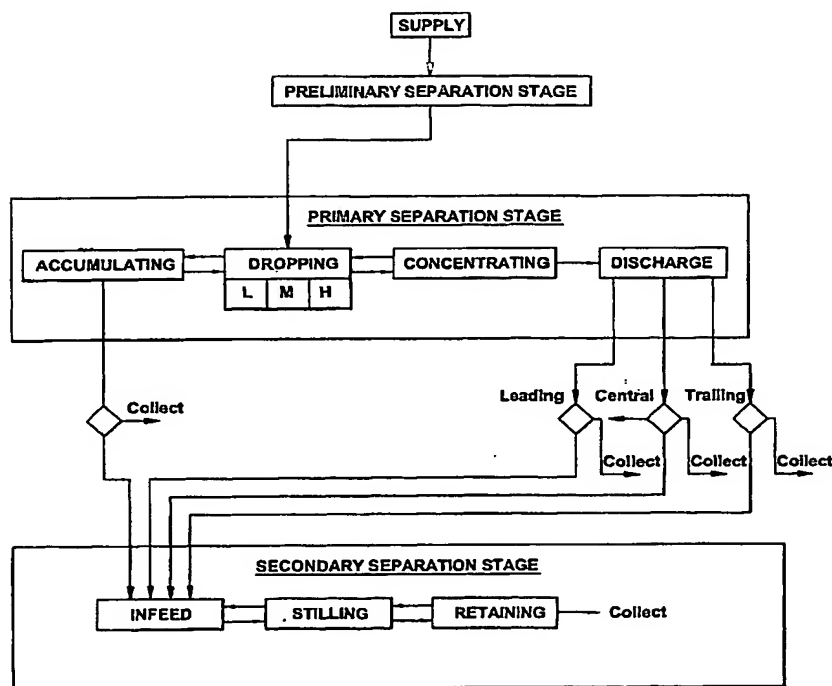 SUPPLY
PRELIMINARY SEPARATION STAGE
PRIMARY SEPARATION STAGE
ACCUMULATING DROPPING CONCENTRATING DISCHARGE
L M H
Leading Central Trailing
Collect
Collect Collect Collect
SECONDARY SEPARATION STAGE
INFEED STILLING RETAINING Collect